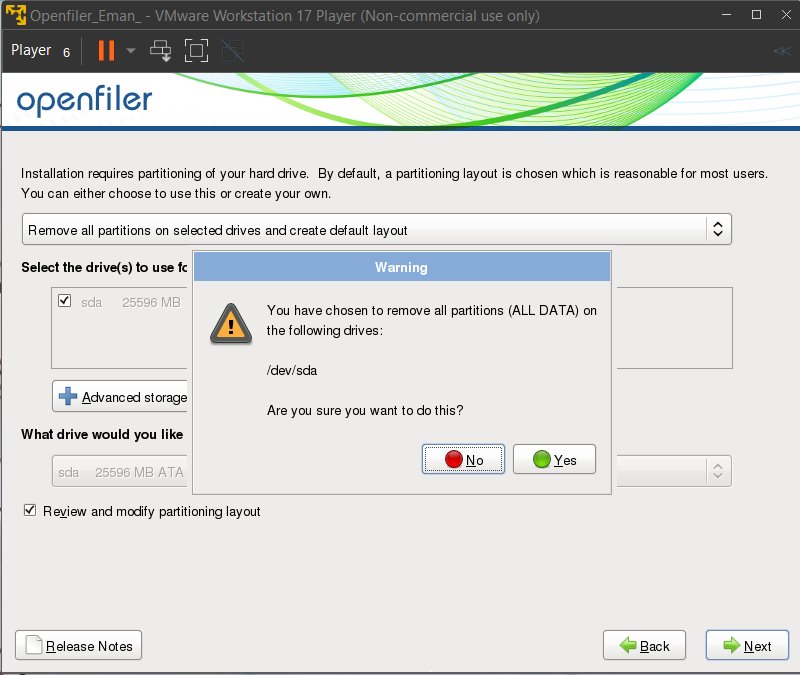 Openfiler_Eman_ - VMware Workstation 17 Player (Non-commercial use only)
Player 6
openfiler
Installation requires partitioning of your hard drive. By default, a partitioning layout is chosen which is reasonable for most users.
You can either choose to use this or create your own.
Remove all partitions on selected drives and create default layout
Select the drive(s) to use fo
sda 25596 MB
Warning
You have chosen to remove all partitions (ALL DATA) on
the following drives:
/dev/sda
Are you sure you want to do this?
No Yes
Advanced storage
What drive would you like
sda 25596 MB ATA
Review and modify partitioning layout
Release Notes Back Next